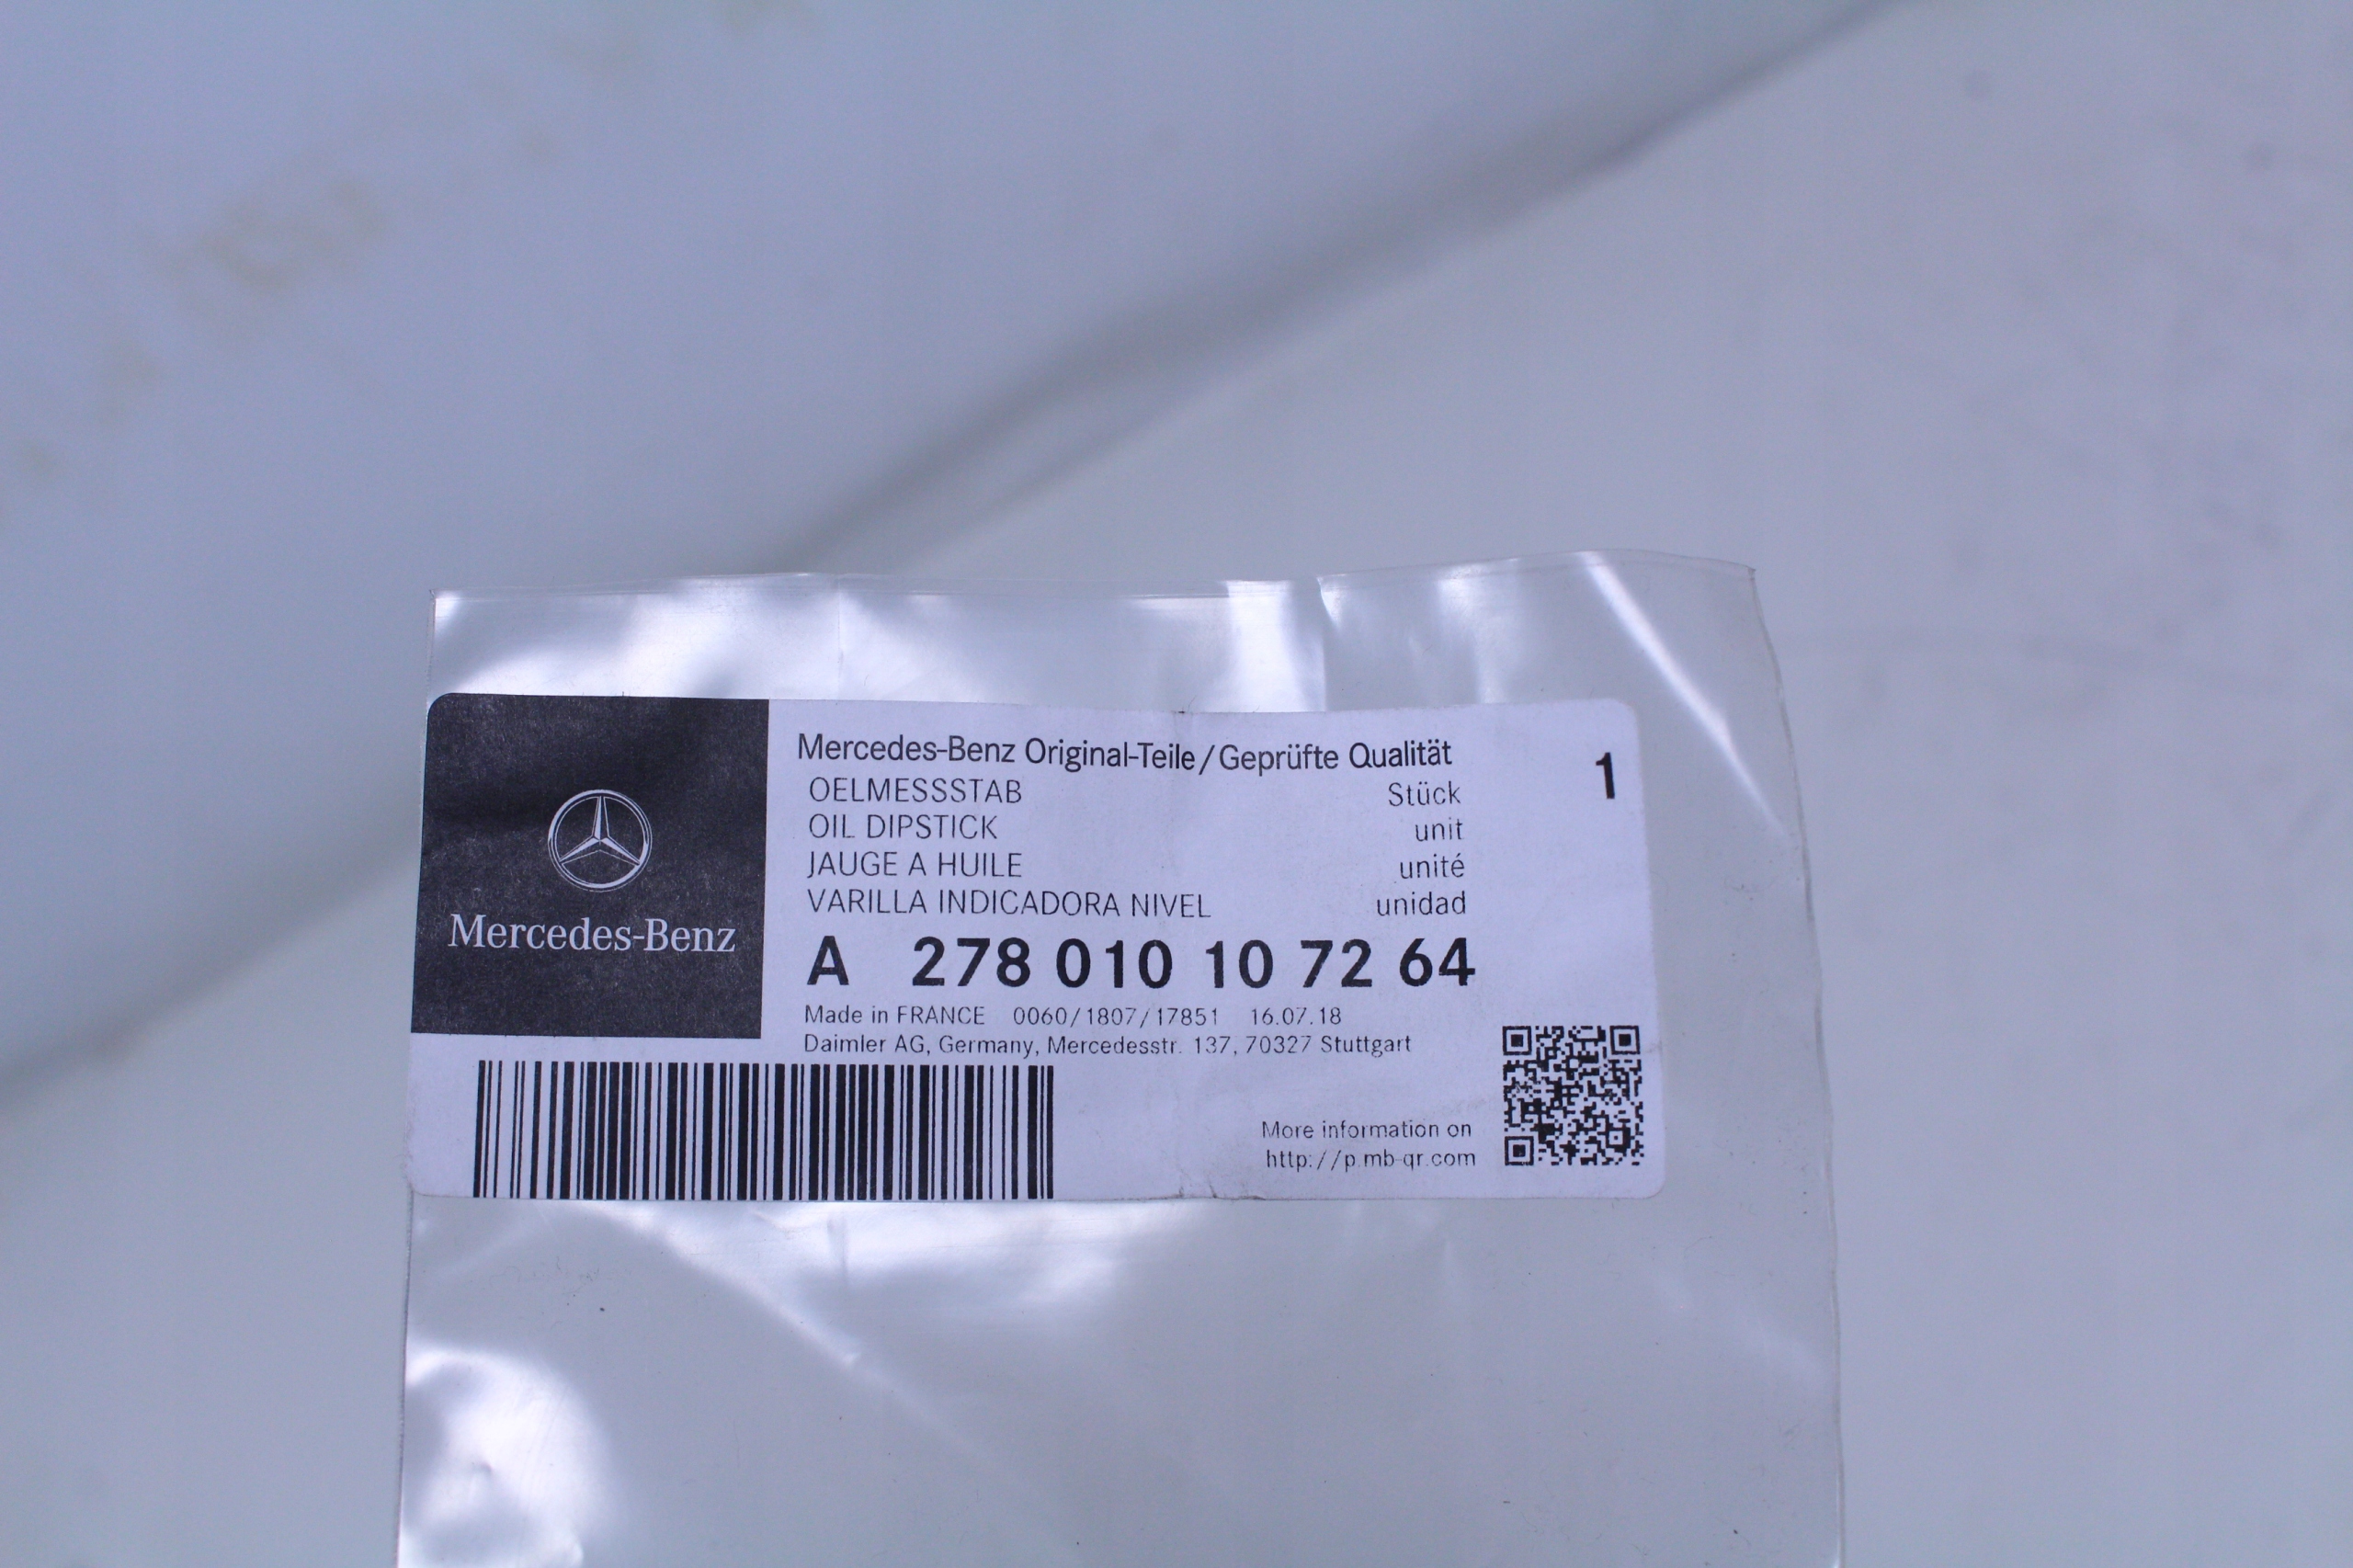 Mercedes-Benz
Mercedes-Benz Original-Teile/Geprüfte Qualität
1
OELMESSSTAB Stück
OIL DIPSTICK unit
JAUGE A HUILE unité
VARILLA INDICADORA NIVEL unidad
A 278 010 10 72 64
Made in FRANCE 0060/1807/17851 16.07.18
Daimler AG, Germany, Mercedesstr. 137, 70327 Stuttgart
More information on
http://p.mb-qr.com